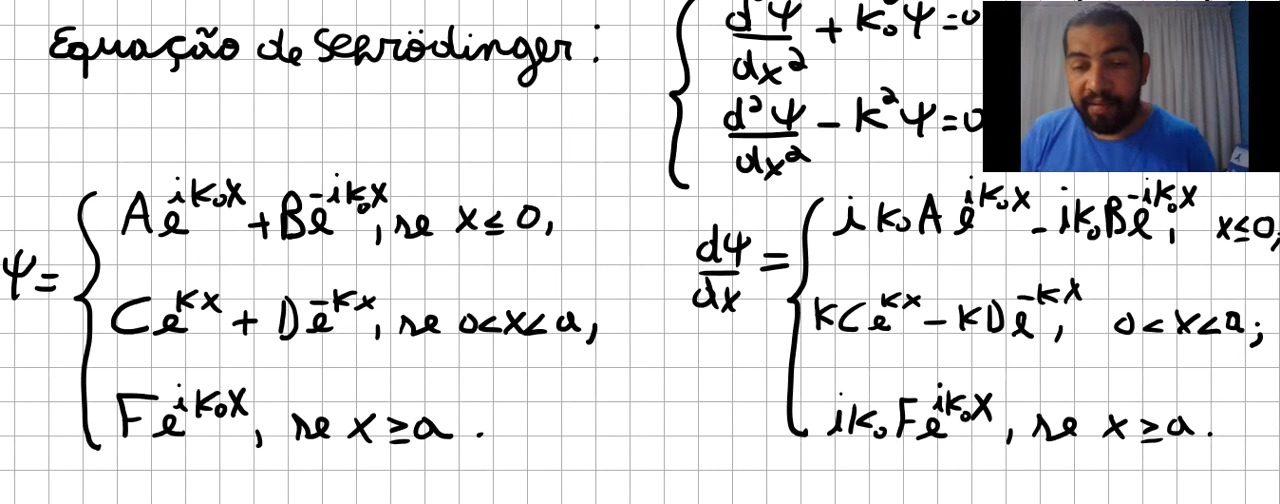 Equação de Schrödinger:
d²Ψ/dx² + k₀²Ψ=0
d²Ψ/dx² - k²Ψ=0
Ψ = { Ae^{ik₀x} + Be^{-ik₀x}, se x ≤ 0,
Ce^{kx} + De^{-kx}, se 0<x<a,
Fe^{ik₀x}, se x ≥ a.
dΨ/dx = { ik₀Ae^{ik₀x} - ik₀Be^{-ik₀x}, x≤0,
kCe^{kx} - kDe^{-kx}, 0<x<a;
ik₀Fe^{ik₀x}, se x ≥ a.